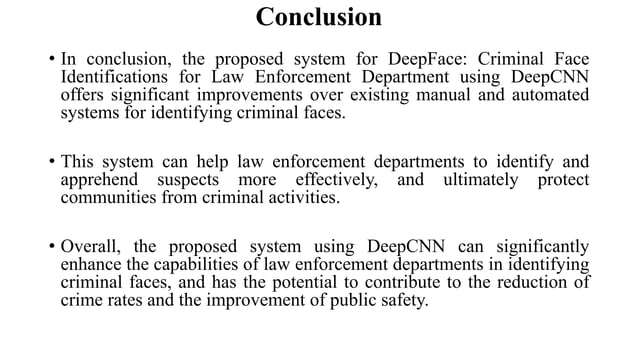 Conclusion
• In conclusion, the proposed system for DeepFace: Criminal Face
Identifications for Law Enforcement Department using DeepCNN
offers significant improvements over existing manual and automated
systems for identifying criminal faces.
• This system can help law enforcement departments to identify and
apprehend suspects more effectively, and ultimately protect
communities from criminal activities.
• Overall, the proposed system using DeepCNN can significantly
enhance the capabilities of law enforcement departments in identifying
criminal faces, and has the potential to contribute to the reduction of
crime rates and the improvement of public safety.